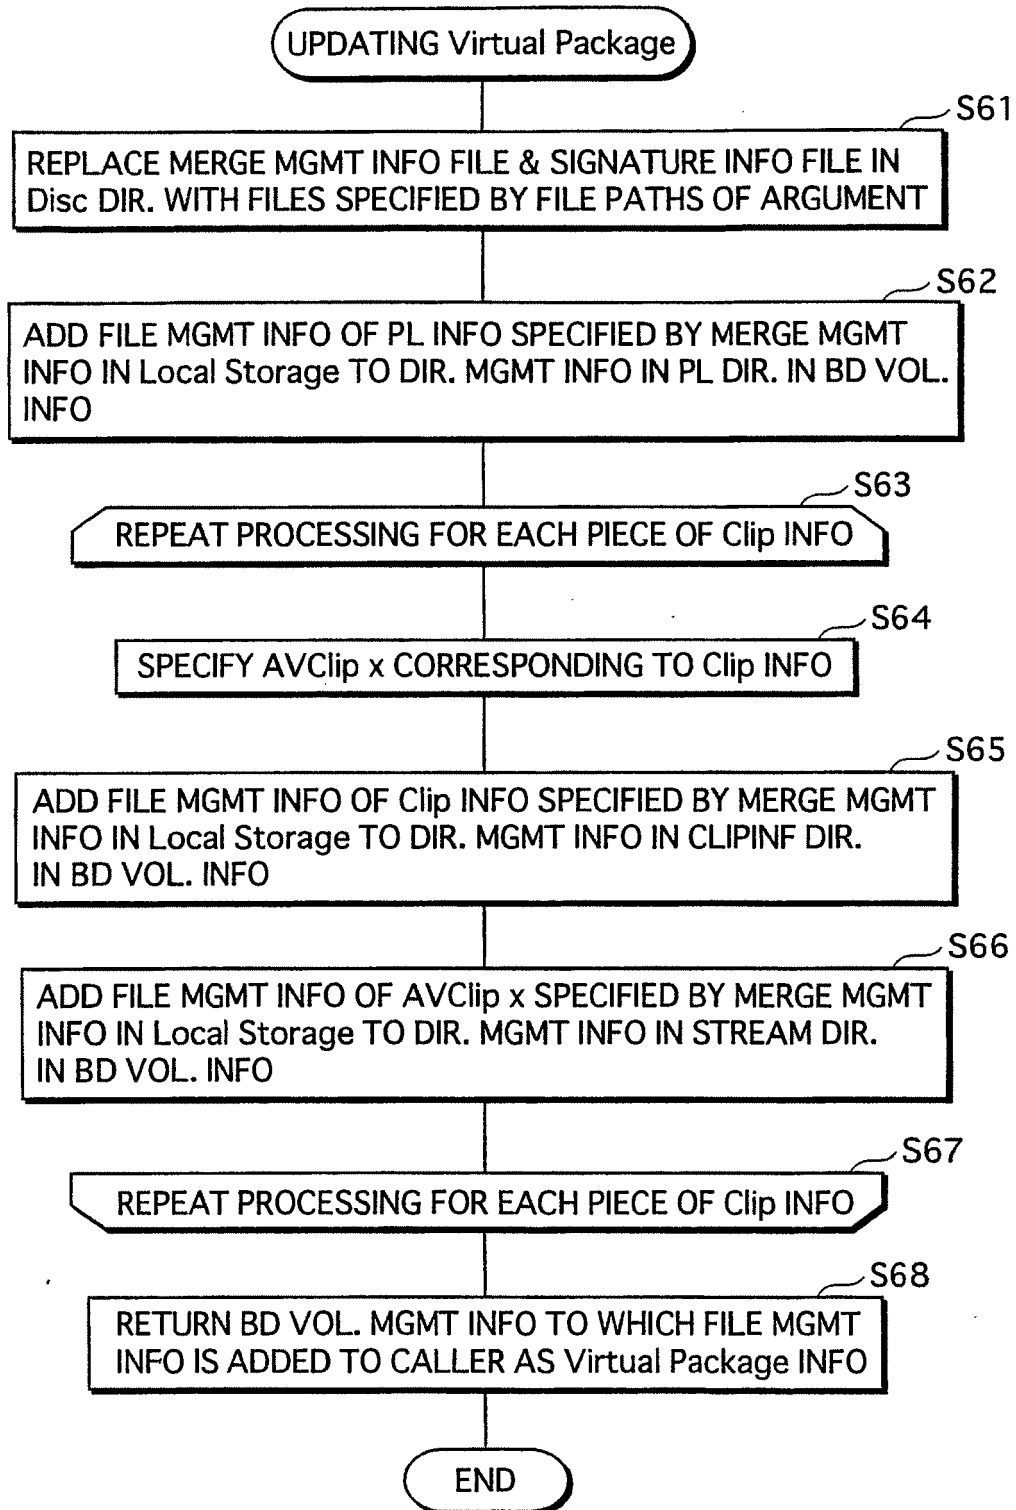 UPDATING Virtual Package
S61
REPLACE MERGE MGMT INFO FILE & SIGNATURE INFO FILE IN
Disc DIR. WITH FILES SPECIFIED BY FILE PATHS OF ARGUMENT
S62
ADD FILE MGMT INFO OF PL INFO SPECIFIED BY MERGE MGMT
INFO IN Local Storage TO DIR. MGMT INFO IN PL DIR. IN BD VOL.
INFO
S63
REPEAT PROCESSING FOR EACH PIECE OF Clip INFO
S64
SPECIFY AVClip x CORRESPONDING TO Clip INFO
S65
ADD FILE MGMT INFO OF Clip INFO SPECIFIED BY MERGE MGMT
INFO IN Local Storage TO DIR. MGMT INFO IN CLIPINF DIR.
IN BD VOL. INFO
S66
ADD FILE MGMT INFO OF AVClip x SPECIFIED BY MERGE MGMT
INFO IN Local Storage TO DIR. MGMT INFO IN STREAM DIR.
IN BD VOL. INFO
S67
REPEAT PROCESSING FOR EACH PIECE OF Clip INFO
S68
RETURN BD VOL. MGMT INFO TO WHICH FILE MGMT
INFO IS ADDED TO CALLER AS Virtual Package INFO
END